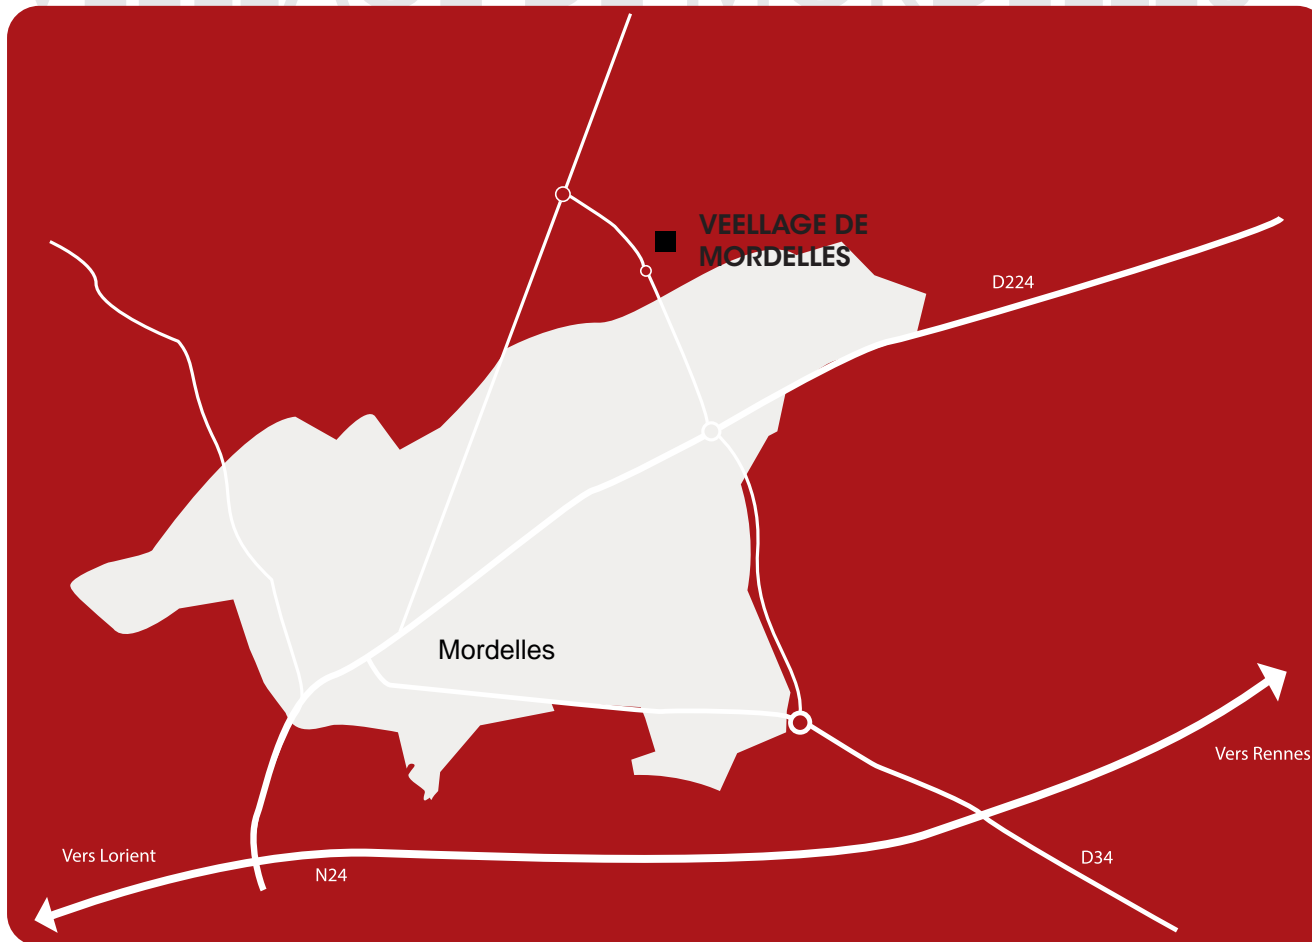 VEELLAGE DE
MORDELLES
D224
Mordelles
Vers Rennes
Vers Lorient
N24
D34